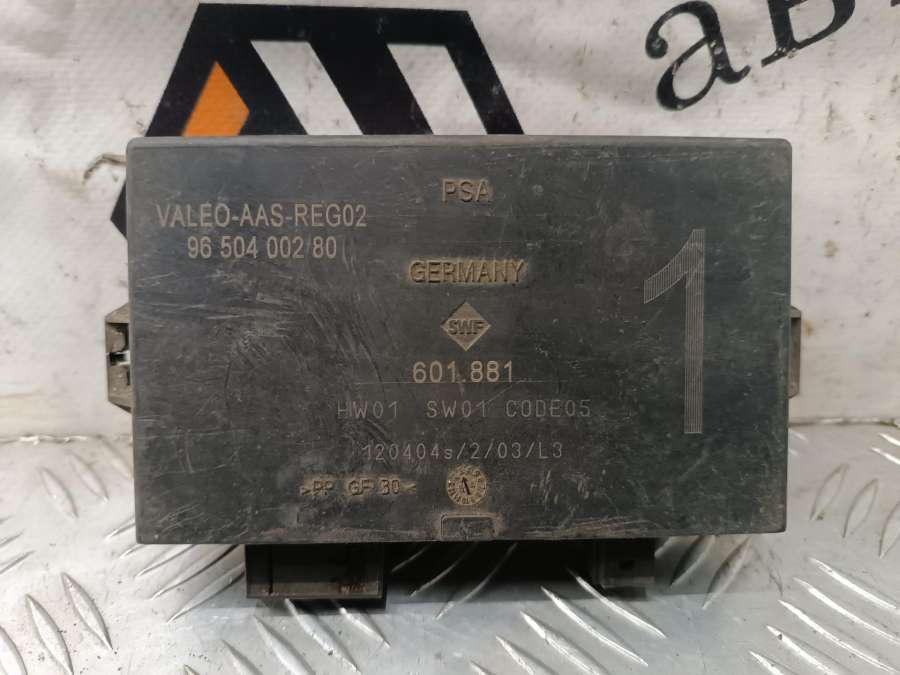 ав
PSA
VALEO-AAS-REG02
96 504 002 80
GERMANY
SWF
601.881
HW01 SW01 CODE05
120404s/2/03/L3
>PP GF 30<
1